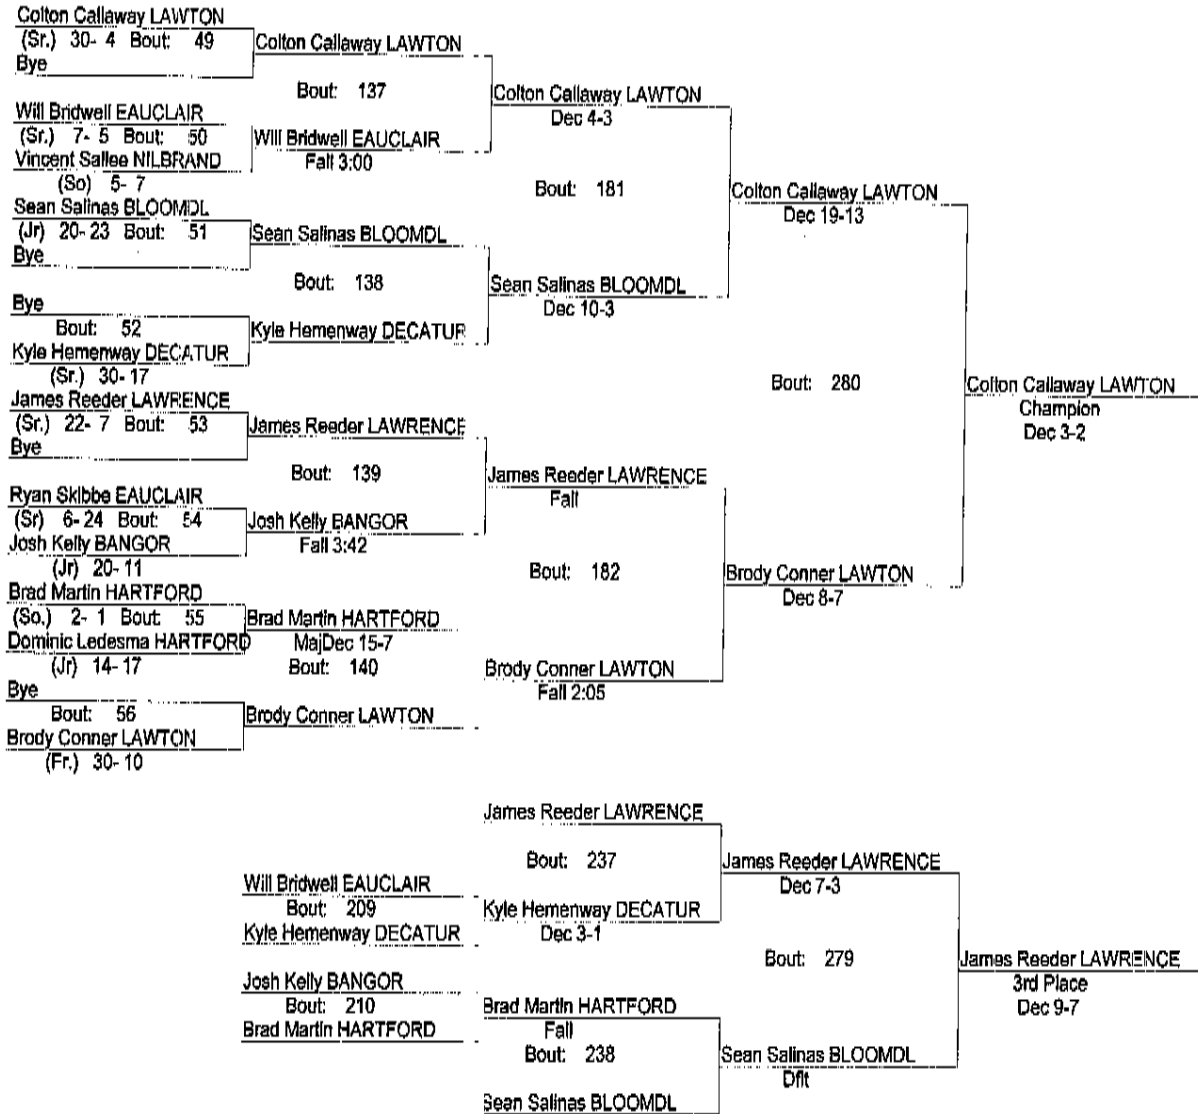 Colton Callaway LAWTON
(Sr.) 30- 4 Bout: 49
Bye
Will Bridwell EAUCLAIR
(Sr.) 7- 5 Bout: 50
Vincent Sallee NILBRAND
(So) 5- 7
Sean Salinas BLOOMDL
(Jr) 20- 23 Bout: 51
Bye
Bye
Bout: 52
Kyle Hemenway DECATUR
(Sr.) 30- 17
James Reeder LAWRENCE
(Sr.) 22- 7 Bout: 53
Bye
Ryan Skibbe EAUCLAIR
(Sr) 6- 24 Bout: 54
Josh Kelly BANGOR
(Jr) 20- 11
Brad Martin HARTFORD
(So.) 2- 1 Bout: 55
Dominic Ledesma HARTFORD
(Jr) 14- 17
Bye
Bout: 56
Brody Conner LAWTON
(Fr.) 30- 10
Colton Callaway LAWTON
Bout: 137
Will Bridwell EAUCLAIR
Fall 3:00
Sean Salinas BLOOMDL
Bout: 138
Kyle Hemenway DECATUR
James Reeder LAWRENCE
Bout: 139
Josh Kelly BANGOR
Fall 3:42
Brad Martin HARTFORD
MajDec 15-7
Bout: 140
Brody Conner LAWTON
Colton Callaway LAWTON
Dec 4-3
Bout: 181
Sean Salinas BLOOMDL
Dec 10-3
James Reeder LAWRENCE
Fall
Bout: 182
Brody Conner LAWTON
Fall 2:05
Colton Callaway LAWTON
Dec 19-13
Bout: 280
Brody Conner LAWTON
Dec 8-7
Colton Callaway LAWTON
Champion
Dec 3-2
Will Bridwell EAUCLAIR
Bout: 209
Kyle Hemenway DECATUR
Josh Kelly BANGOR
Bout: 210
Brad Martin HARTFORD
James Reeder LAWRENCE
Bout: 237
Kyle Hemenway DECATUR
Dec 3-1
Brad Martin HARTFORD
Fall
Bout: 238
Sean Salinas BLOOMDL
James Reeder LAWRENCE
Dec 7-3
Bout: 279
Sean Salinas BLOOMDL
Dflt
James Reeder LAWRENCE
3rd Place
Dec 9-7